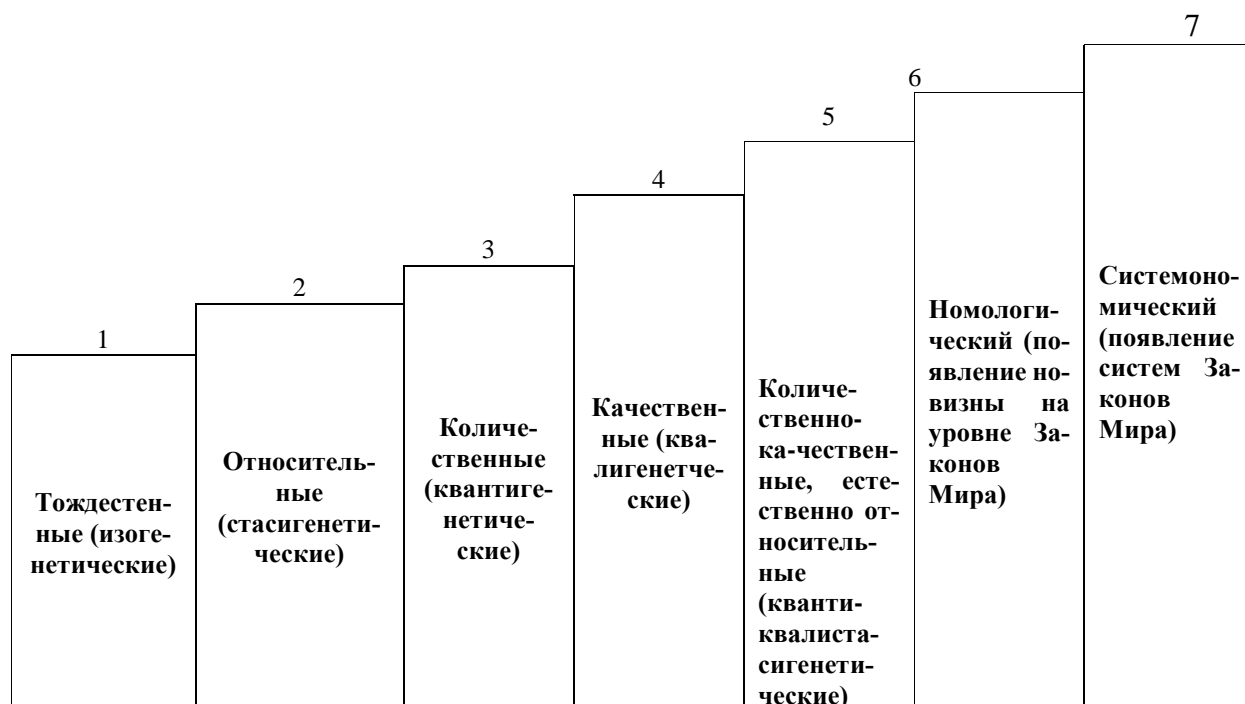 1
Тождестен-
ные (изоге-
нетические)
2
Относитель-
ные
(стасигенети-
ческие)
3
Количе-
ственные
(квантиге-
нетиче-
ские)
4
Качествен-
ные (ква-
лигенетче-
ские)
5
Количе-
ственно-
ка-чествен-
ные, есте-
ственно от-
носитель-
ные
(кванти-
квалиста-
сигенети-
ческие)
6
Номологи-
ческий (по-
явление но-
визны на
уровне За-
конов
Мира)
7
Системоно-
мический
(появление
систем За-
конов
Мира)